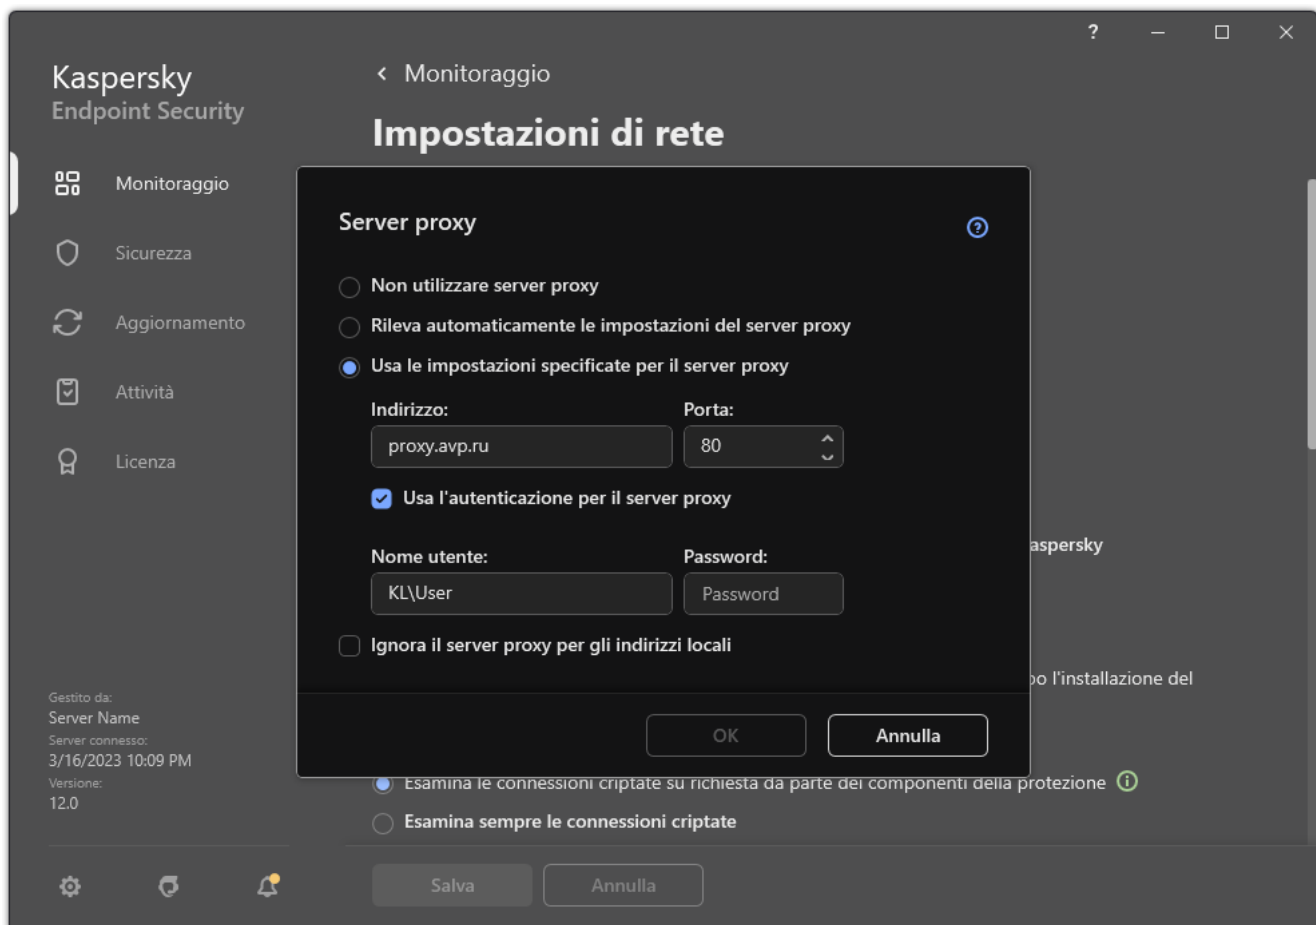 ?
Kaspersky
Endpoint Security
Monitoraggio
Sicurezza
Aggiornamento
Attività
Licenza
Gestito da:
Server Name
Server connesso:
3/16/2023 10:09 PM
Versione:
12.0
Monitoraggio
Impostazioni di rete
Server proxy
?
Non utilizzare server proxy
Rileva automaticamente le impostazioni del server proxy
Usa le impostazioni specificate per il server proxy
Indirizzo: Porta:
proxy.avp.ru 80
Usa l'autenticazione per il server proxy
Nome utente: Password:
KL\User Password
Ignora il server proxy per gli indirizzi locali
OK Annulla
aspersky
l'installazione del
Esamina le connessioni criptate su richiesta da parte dei componenti della protezione
Esamina sempre le connessioni criptate
Salva Annulla